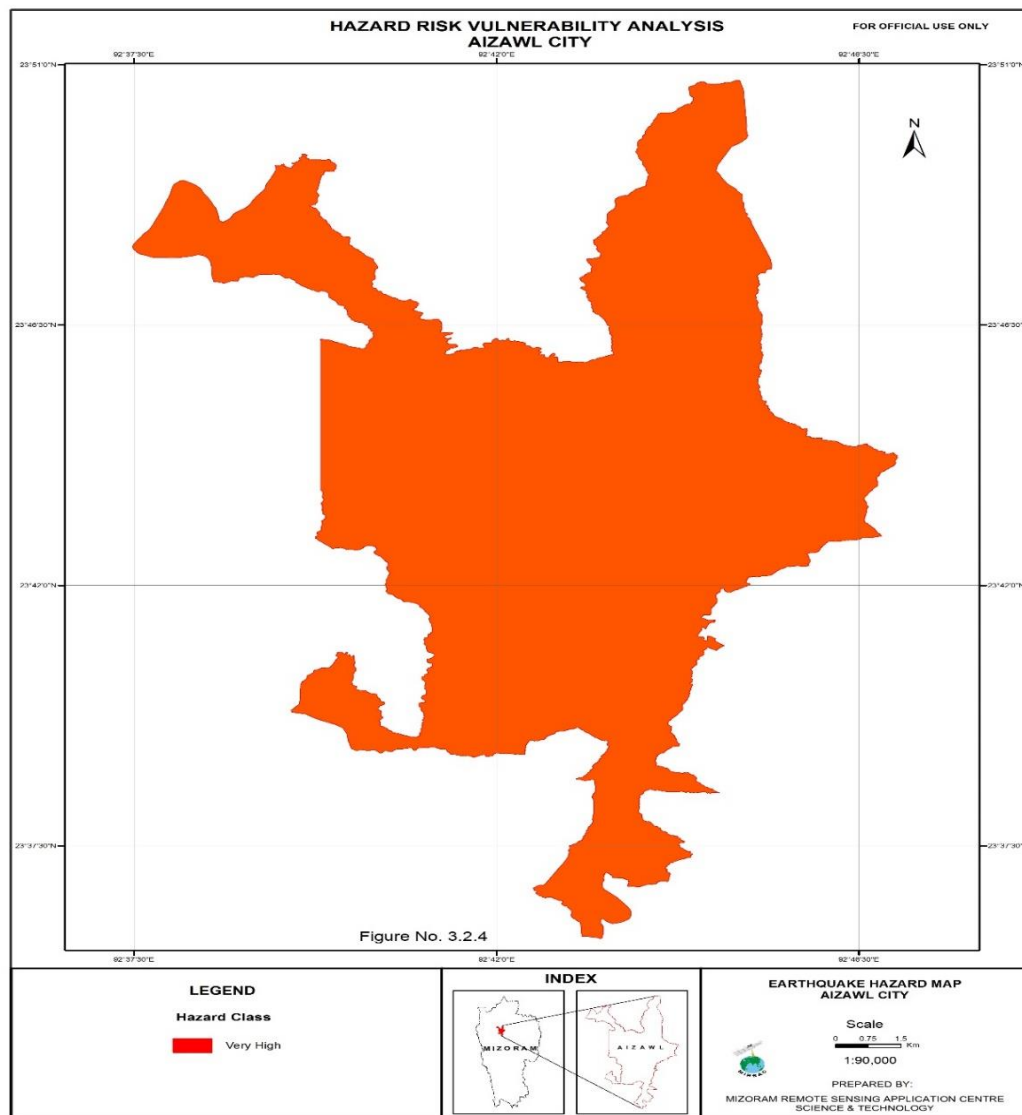 HAZARD RISK VULNERABILITY ANALYSIS
AIZAWL CITY
FOR OFFICIAL USE ONLY
92°37'30"E
92°42'0"E
92°46'30"E
23°51'0"N
23°51'0"N
N
23°46'30"N
23°46'30"N
23°42'0"N
23°42'0"N
23°37'30"N
23°37'30"N
Figure No. 3.2.4
92°37'30"E
92°42'0"E
92°46'30"E
LEGEND
Hazard Class
Very High
INDEX
MIZORAM
AIZAWL
EARTHQUAKE HAZARD MAP
AIZAWL CITY
Scale
0 0.75 1.5
Km
1:90,000
MIRSAC
PREPARED BY:
MIZORAM REMOTE SENSING APPLICATION CENTRE
SCIENCE & TECHNOLOGY